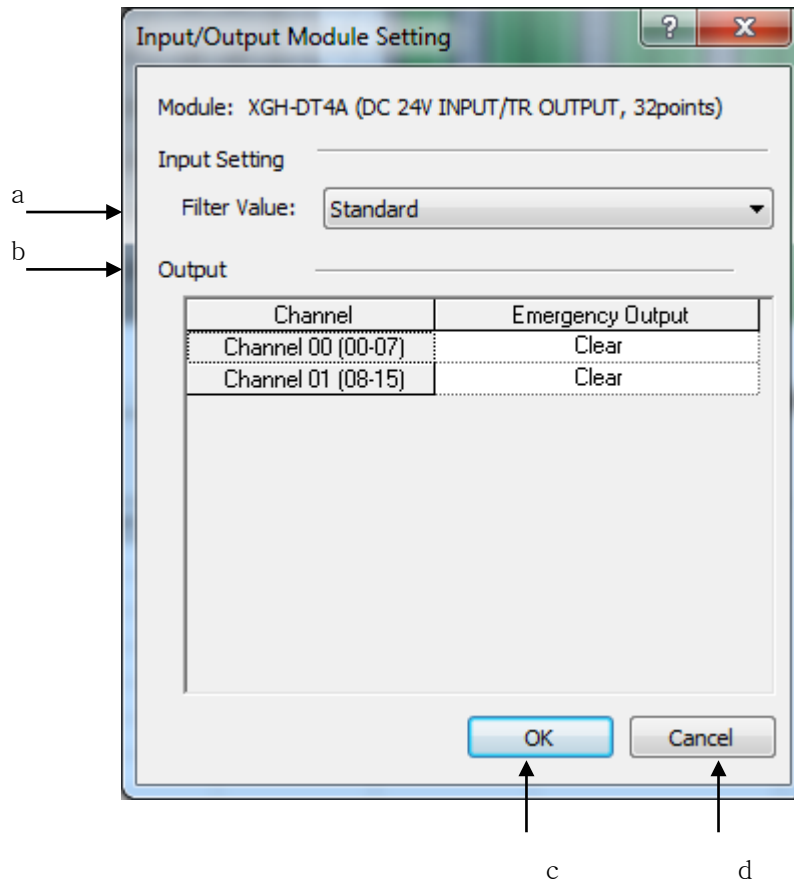 Input/Output Module Setting
?
X
Module: XGH-DT4A (DC 24V INPUT/TR OUTPUT, 32points)
Input Setting
a
Filter Value: Standard
b
Output
Channel Emergency Output
Channel 00 (00-07) Clear
Channel 01 (08-15) Clear
OK Cancel
c d